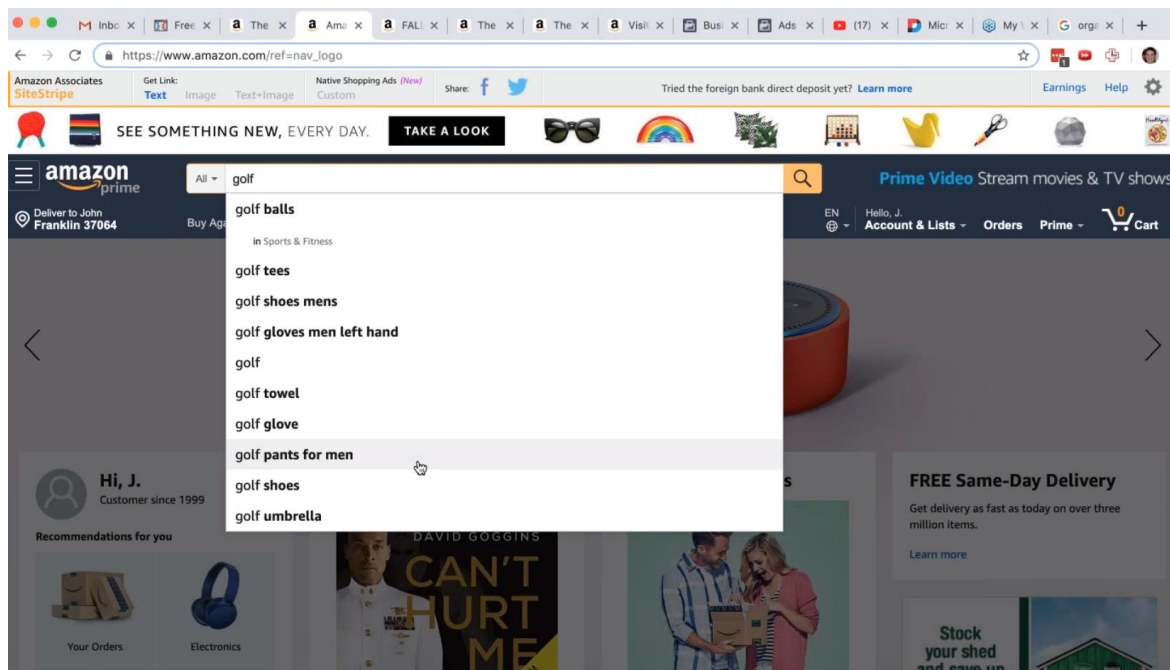 Inbo
Free
The
Ama
FALL
The
The
Visit
Busi
Ads
(17)
Micr
My
orga
https://www.amazon.com/ref=nav_logo
Amazon Associates
SiteStripe
Get Link:
Text Image Text+Image
Native Shopping Ads (New)
Custom
Share:
Tried the foreign bank direct deposit yet? Learn more
Earnings Help
SEE SOMETHING NEW, EVERY DAY.
TAKE A LOOK
amazon
prime
All
golf
Prime Video Stream movies & TV shows
Deliver to John
Franklin 37064
Buy Aga
EN
Hello, J.
Account & Lists
Orders
Prime
0
Cart
golf balls
in Sports & Fitness
golf tees
golf shoes mens
golf gloves men left hand
golf
golf towel
golf glove
golf pants for men
golf shoes
golf umbrella
Hi, J.
Customer since 1999
Recommendations for you
Your Orders
Electronics
DAVID GOGGINS
CAN'T
HURT
ME
s
FREE Same-Day Delivery
Get delivery as fast as today on over three
million items.
Learn more
Stock
your shed
and save up